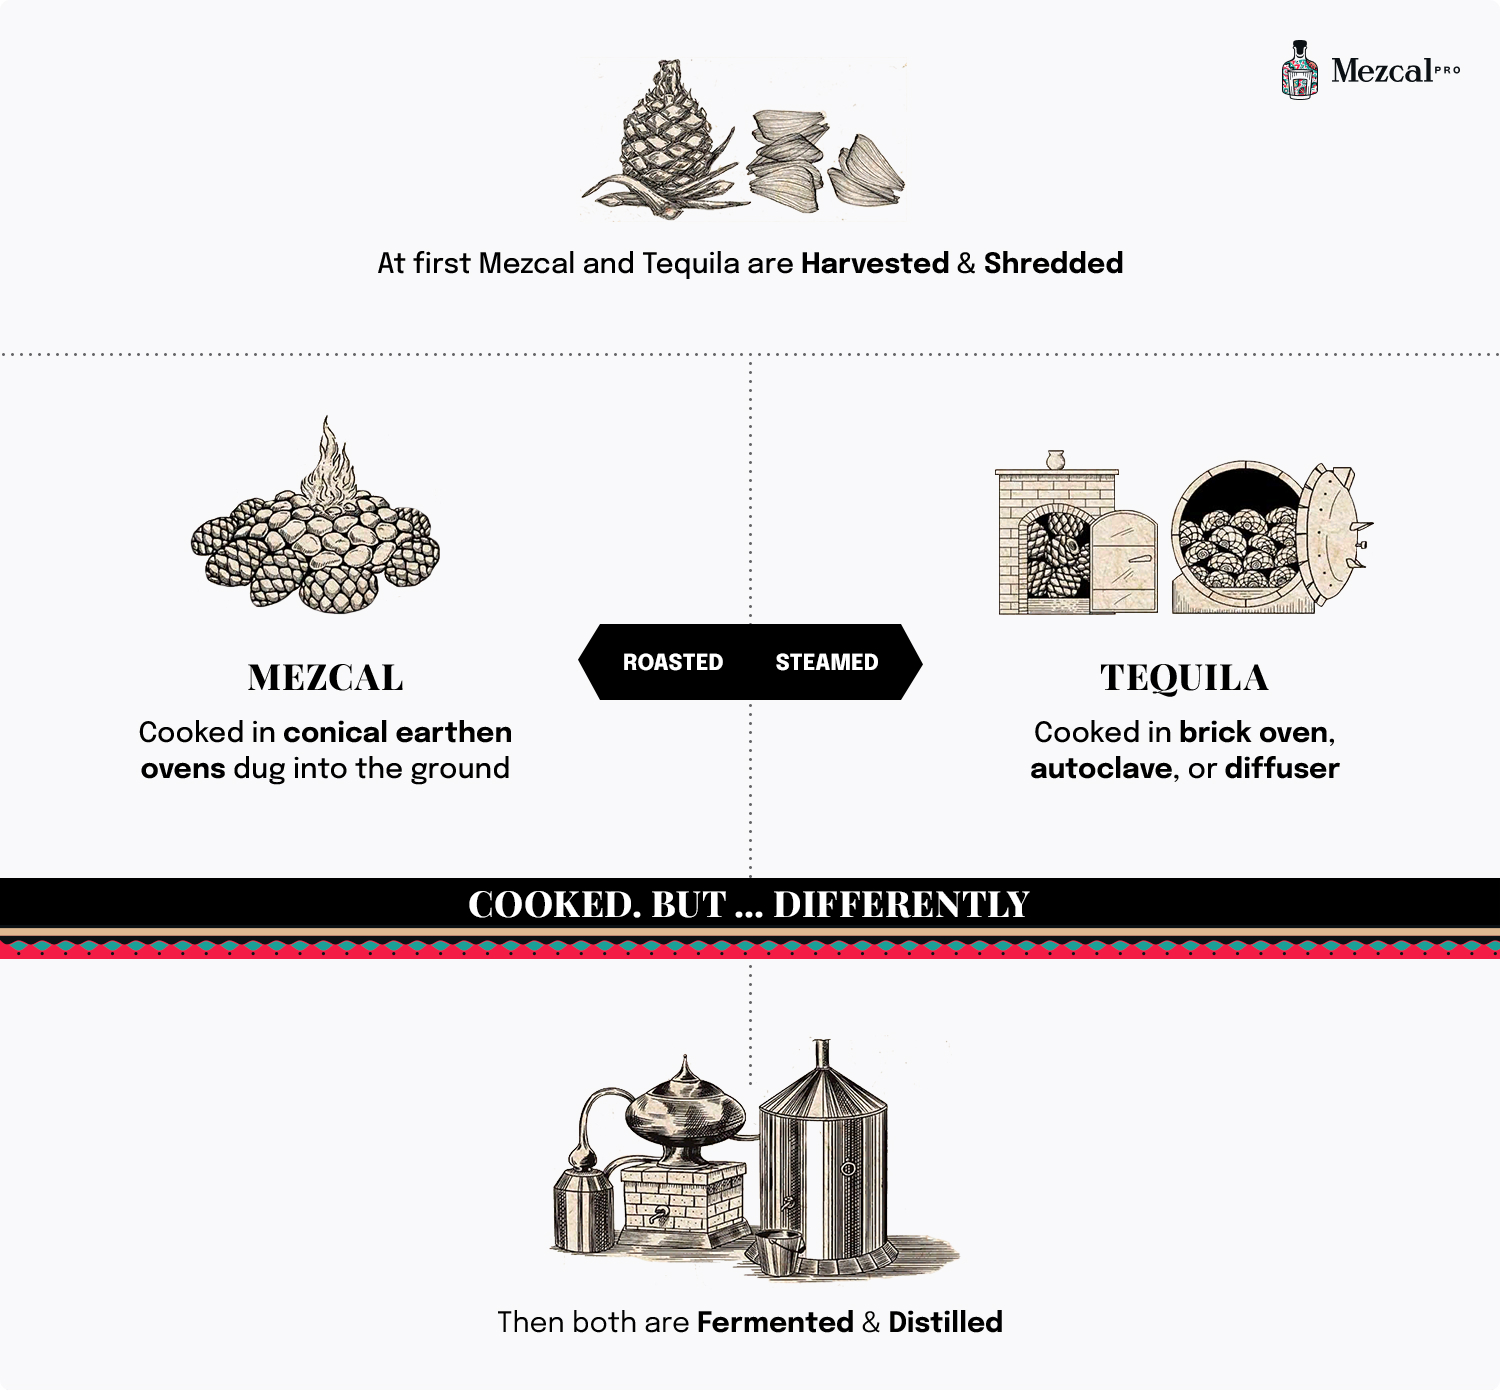 Mezcal PRO
At first Mezcal and Tequila are Harvested & Shredded
ROASTED STEAMED
MEZCAL
Cooked in conical earthen
ovens dug into the ground
TEQUILA
Cooked in brick oven,
autoclave, or diffuser
COOKED. BUT ... DIFFERENTLY
Then both are Fermented & Distilled